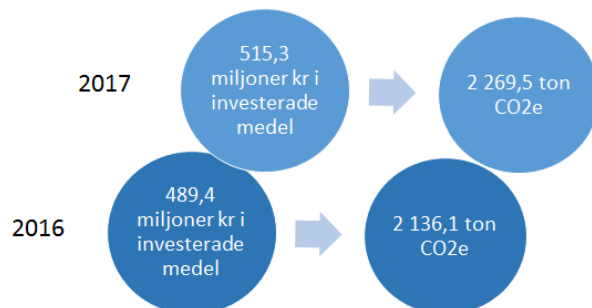 2017
515,3
miljoner kr i
investerade
medel
2 269,5 ton
CO2e
2016
489,4
miljoner kr i
investerade
medel
2 136,1 ton
CO2e